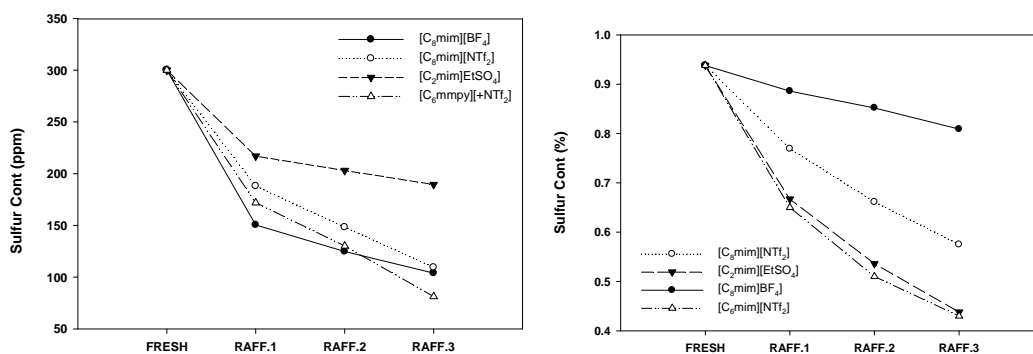 350
300
250
200
150
100
50
Sulfur Cont (ppm)
FRESH RAFF.1 RAFF.2 RAFF.3
[C₈mim][BF₄]
[C₈mim][NTf₂]
[C₂mim]EtSO₄]
[C₆mmpy][+NTf₂]
1.0
0.9
0.8
0.7
0.6
0.5
0.4
Sulfur Cont (%)
FRESH RAFF.1 RAFF.2 RAFF.3
[C₈mim][NTf₂]
[C₂mim][EtSO₄]
[C₈mim]BF₄]
[C₆mim][NTf₂]